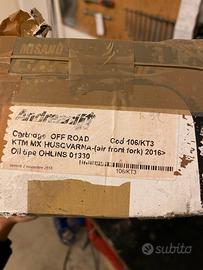 MISANO
Andreani
Cartridge OFF ROAD Cod 106/KT3
KTM MX HUSQVARNA-(air front fork) 2016>
Oil type OHLINS 01330
106/KT3
subito